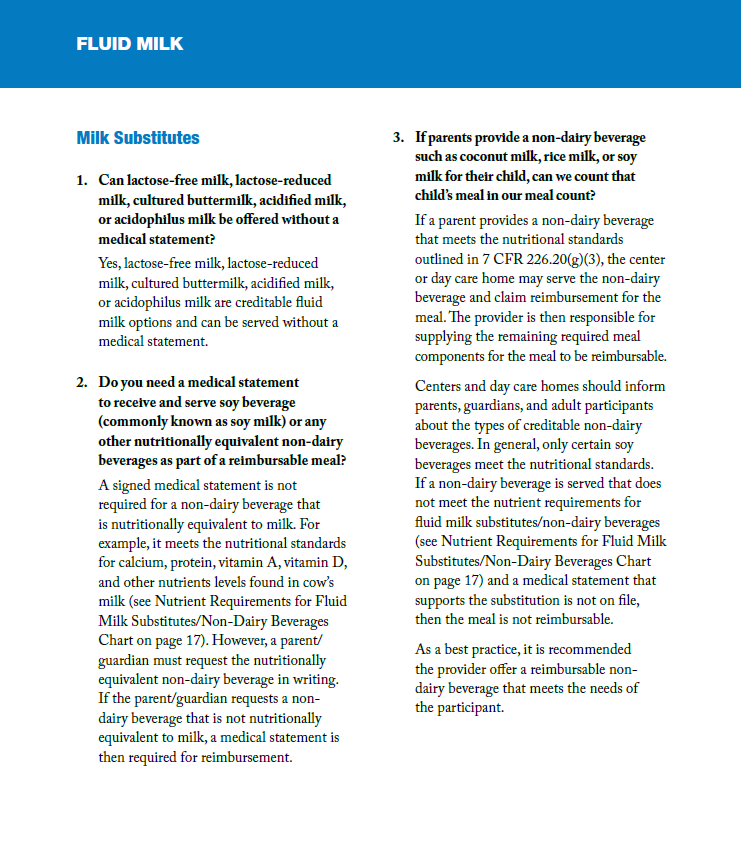 FLUID MILK
Milk Substitutes
1. Can lactose-free milk, lactose-reduced
milk, cultured buttermilk, acidified milk,
or acidophilus milk be offered without a
medical statement?
Yes, lactose-free milk, lactose-reduced
milk, cultured buttermilk, acidified milk,
or acidophilus milk are creditable fluid
milk options and can be served without a
medical statement.
2. Do you need a medical statement
to receive and serve soy beverage
(commonly known as soy milk) or any
other nutritionally equivalent non-dairy
beverages as part of a reimbursable meal?
A signed medical statement is not
required for a non-dairy beverage that
is nutritionally equivalent to milk. For
example, it meets the nutritional standards
for calcium, protein, vitamin A, vitamin D,
and other nutrients levels found in cow’s
milk (see Nutrient Requirements for Fluid
Milk Substitutes/Non-Dairy Beverages
Chart on page 17). However, a parent/
guardian must request the nutritionally
equivalent non-dairy beverage in writing.
If the parent/guardian requests a non-
dairy beverage that is not nutritionally
equivalent to milk, a medical statement is
then required for reimbursement.
3. If parents provide a non-dairy beverage
such as coconut milk, rice milk, or soy
milk for their child, can we count that
child’s meal in our meal count?
If a parent provides a non-dairy beverage
that meets the nutritional standards
outlined in 7 CFR 226.20(g)(3), the center
or day care home may serve the non-dairy
beverage and claim reimbursement for the
meal. The provider is then responsible for
supplying the remaining required meal
components for the meal to be reimbursable.
Centers and day care homes should inform
parents, guardians, and adult participants
about the types of creditable non-dairy
beverages. In general, only certain soy
beverages meet the nutritional standards.
If a non-dairy beverage is served that does
not meet the nutrient requirements for
fluid milk substitutes/non-dairy beverages
(see Nutrient Requirements for Fluid Milk
Substitutes/Non-Dairy Beverages Chart
on page 17) and a medical statement that
supports the substitution is not on file,
then the meal is not reimbursable.
As a best practice, it is recommended
the provider offer a reimbursable non-
dairy beverage that meets the needs of
the participant.